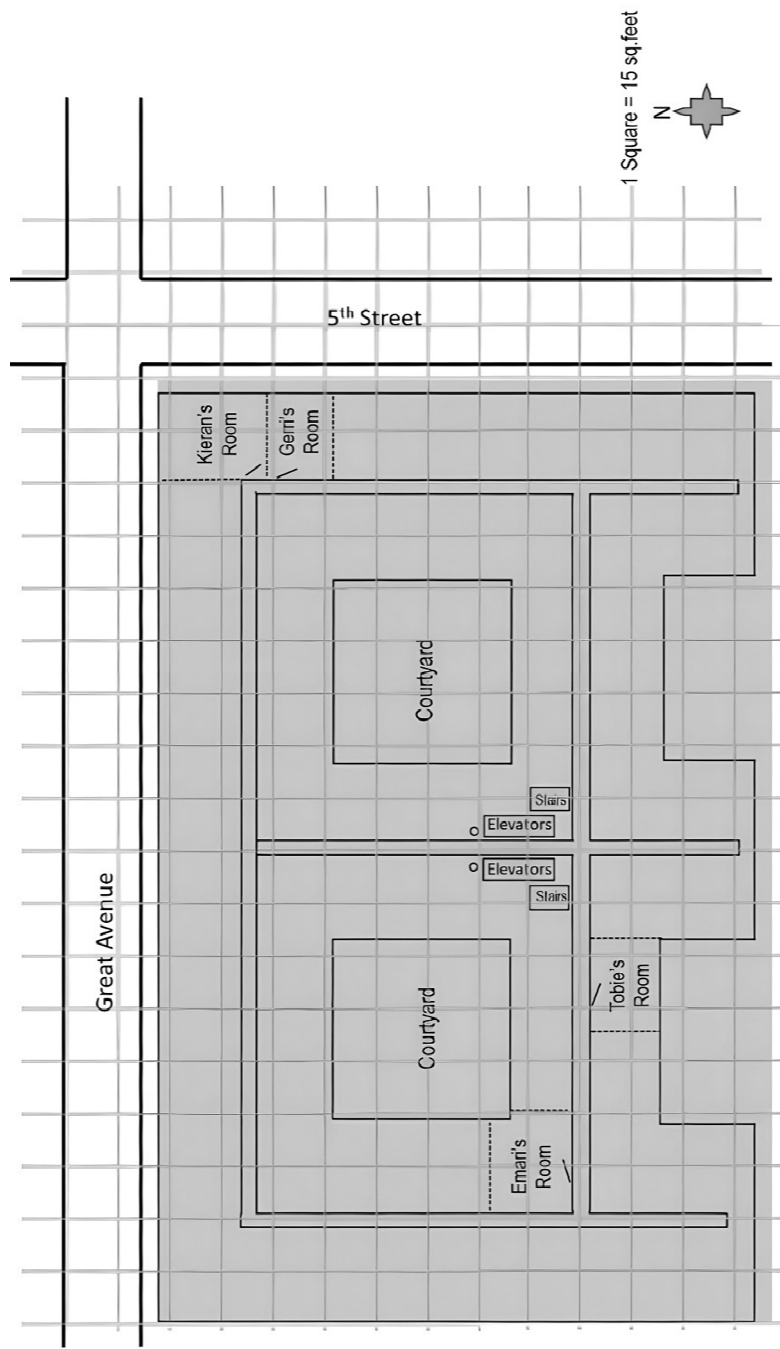 Great Avenue
Kieran's
Room
Gerri's
Room
5th Street
Courtyard
Courtyard
Elevators
Elevators
Stairs
Stairs
Emari's
Room
Tobie's
Room
1 Square = 15 sq.feet
N